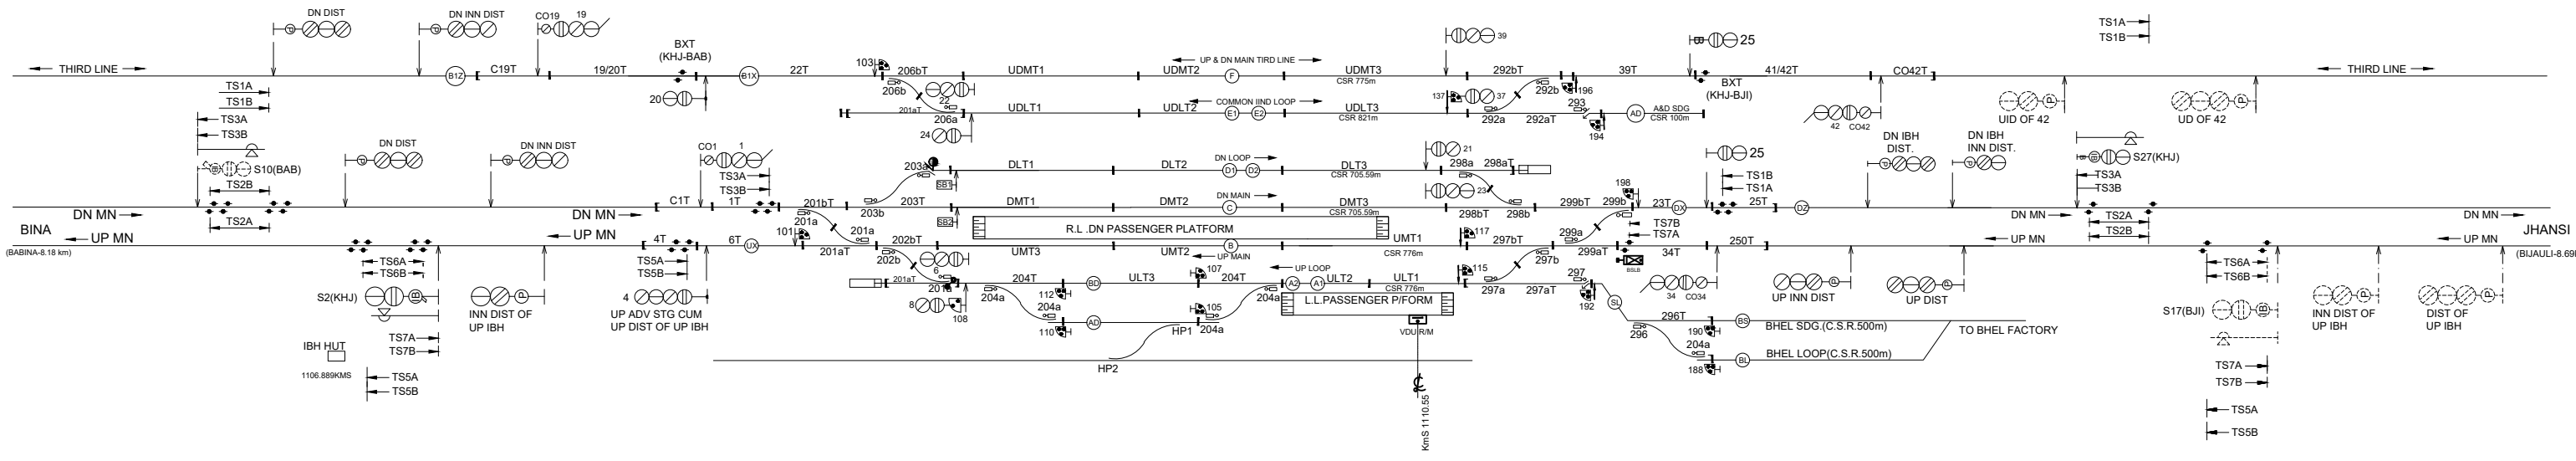 DN DIST
DN INN DIST
CO19
19
TS1A
TS1B
BXT
(KHJ-BAB)
103
39
25
THIRD LINE
B1Z
C19T
19/20T
B1X
22T
206bT
UDMT1
UDMT2
UP & DN MAIN TIRD LINE
F
UDMT3
CSR 775m
292bT
39T
BXT
(KHJ-BJI)
41/42T
CO42T
THIRD LINE
TS1A
TS1B
20
206b
22
206a
201aT
UDLT1
UDLT2
COMMON IIND LOOP
E1
E2
UDLT3
CSR 821m
137
37
292b
196
293
292a
292aT
194
AD
A&D SDG
CSR 100m
42
CO42
UID OF 42
UD OF 42
TS3A
TS3B
24
S10(BAB)
DN DIST
DN INN DIST
CO1
1
TS3A
TS3B
203a
SB1
DLT1
DLT2
DN LOOP
D1
D2
DLT3
CSR 705.59m
21
298a
298aT
25
TS1B
TS1A
DN IBH
DIST.
DN IBH
INN DIST.
S27(KHJ)
TS3A
TS3B
TS2B
TS2A
DN MN
DN MN
C1T
1T
201bT
203b
203T
SB2
DMT1
DMT2
DN MAIN
C
DMT3
CSR 705.59m
23
298bT
298b
299bT
299b
198
23T
DX
25T
DZ
DN MN
TS2A
TS2B
DN MN
BINA
(BABINA-8.18 km)
UP MN
UP MN
4T
6T
UX
101
201a
201a
201aT
202bT
R.L .DN PASSENGER PLATFORM
UMT3
UMT2
B
UP MAIN
UMT1
CSR 776m
117
297bT
299a
297b
299aT
TS7B
TS7A
34T
BSLB
250T
UP MN
UP MN
JHANSI
TS6A
TS6B
TS5A
TS5B
202b
6
201aT
201a
204a
204T
BD
ULT3
107
204T
UP LOOP
A2
A1
ULT2
ULT1
CSR 776m
115
297a
297aT
297
192
SL
34
CO34
UP INN DIST
UP DIST
TS6A
TS6B
S2(KHJ)
INN DIST OF
UP IBH
4
UP ADV STG CUM
UP DIST OF UP IBH
8
108
112
204a
110
AD
105
204a
204a
HP1
L.L.PASSENGER P/FORM
VDU R/M
296T
296
190
BS
BHEL SDG.(C.S.R.500m)
204a
188
BL
BHEL LOOP(C.S.R.500m)
TO BHEL FACTORY
S17(BJI)
INN DIST OF
UP IBH
DIST OF
UP IBH
IBH HUT
1106.889KMS
TS7A
TS7B
TS5A
TS5B
HP2
KmS 1110.55
TS7A
TS7B
TS5A
TS5B